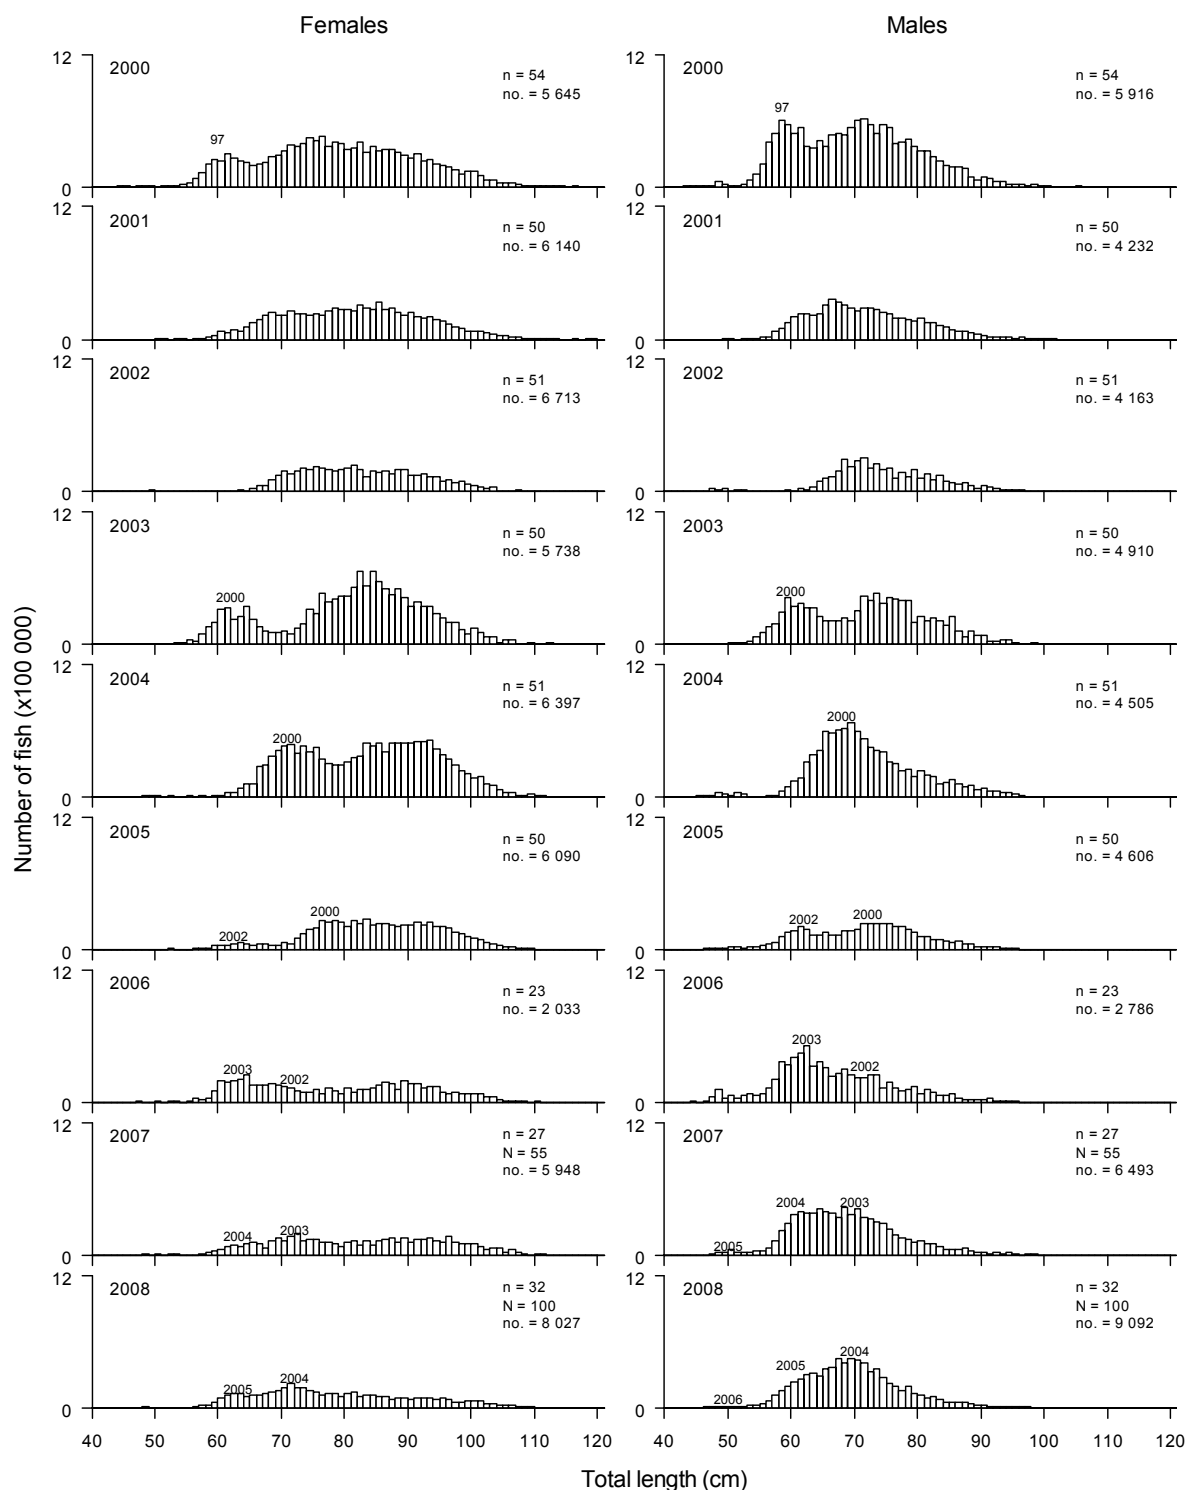 Females Males
12 2000 n = 54 12 2000 n = 54
no. = 5 645 no. = 5 916
97 97
0 0
12 2001 n = 50 12 2001 n = 50
no. = 6 140 no. = 4 232
0 0
12 2002 n = 51 12 2002 n = 51
no. = 6 713 no. = 4 163
0 0
12 2003 n = 50 12 2003 n = 50
no. = 5 738 no. = 4 910
2000 2000
0 0
12 2004 n = 51 12 2004 n = 51
no. = 6 397 no. = 4 505
2000 2000
0 0
12 2005 n = 50 12 2005 n = 50
no. = 6 090 no. = 4 606
2002 2000 2002 2000
0 0
12 2006 n = 23 12 2006 n = 23
no. = 2 033 no. = 2 786
2003 2002 2003 2002
0 0
12 2007 n = 27 12 2007 n = 27
N = 55 N = 55
no. = 5 948 no. = 6 493
2004 2003 2005 2004 2003
0 0
12 2008 n = 32 12 2008 n = 32
N = 100 N = 100
no. = 8 027 no. = 9 092
2005 2004 2006 2005 2004
0 0
40 50 60 70 80 90 100 110 120 40 50 60 70 80 90 100 110 120
Number of fish (x100 000)
Total length (cm)